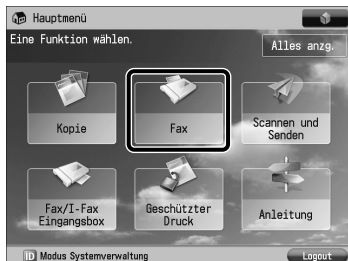 Hauptmenü
Eine Funktion wählen.
Alles anzg.
Kopie
Fax
Scannen und
Senden
Fax/I-Fax
Eingangsbox
Geschützter
Druck
Anleitung
ID Modus Systemverwaltung
Logout